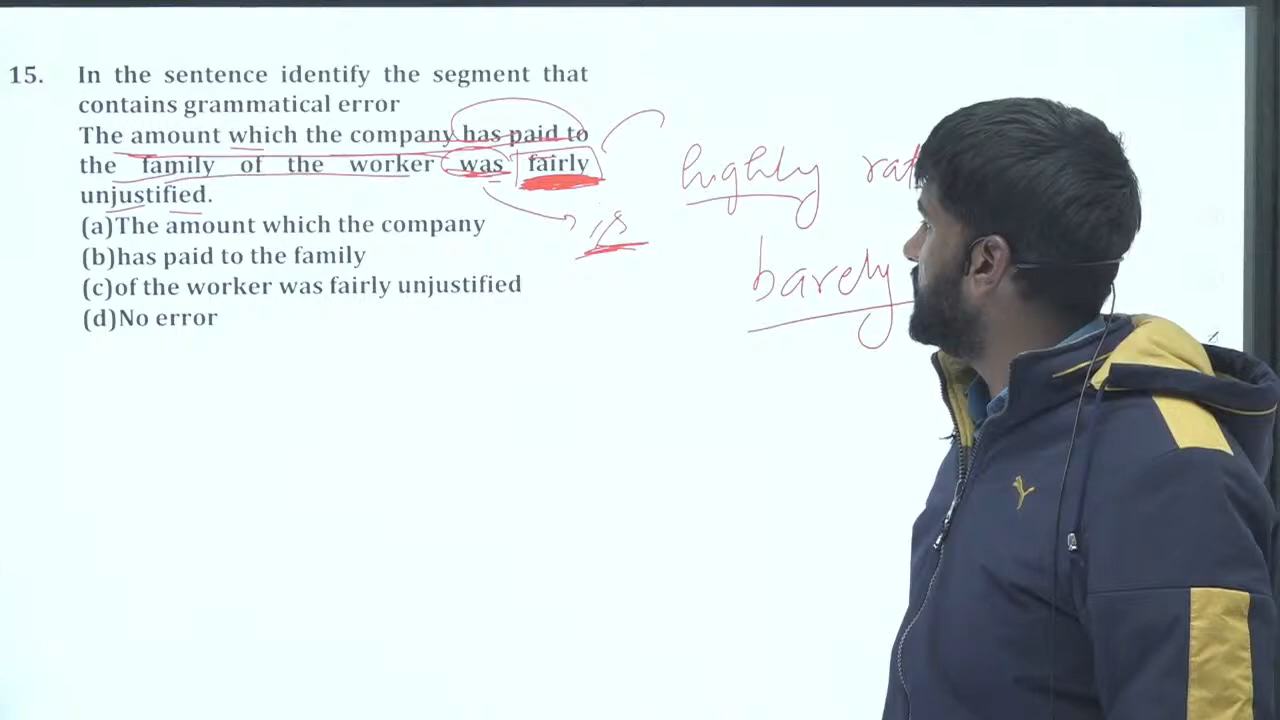 15. In the sentence identify the segment that
contains grammatical error
The amount which the company has paid to
the family of the worker was fairly
unjustified.
(a)The amount which the company
(b)has paid to the family
(c)of the worker was fairly unjustified
(d)No error
is
highly
barely